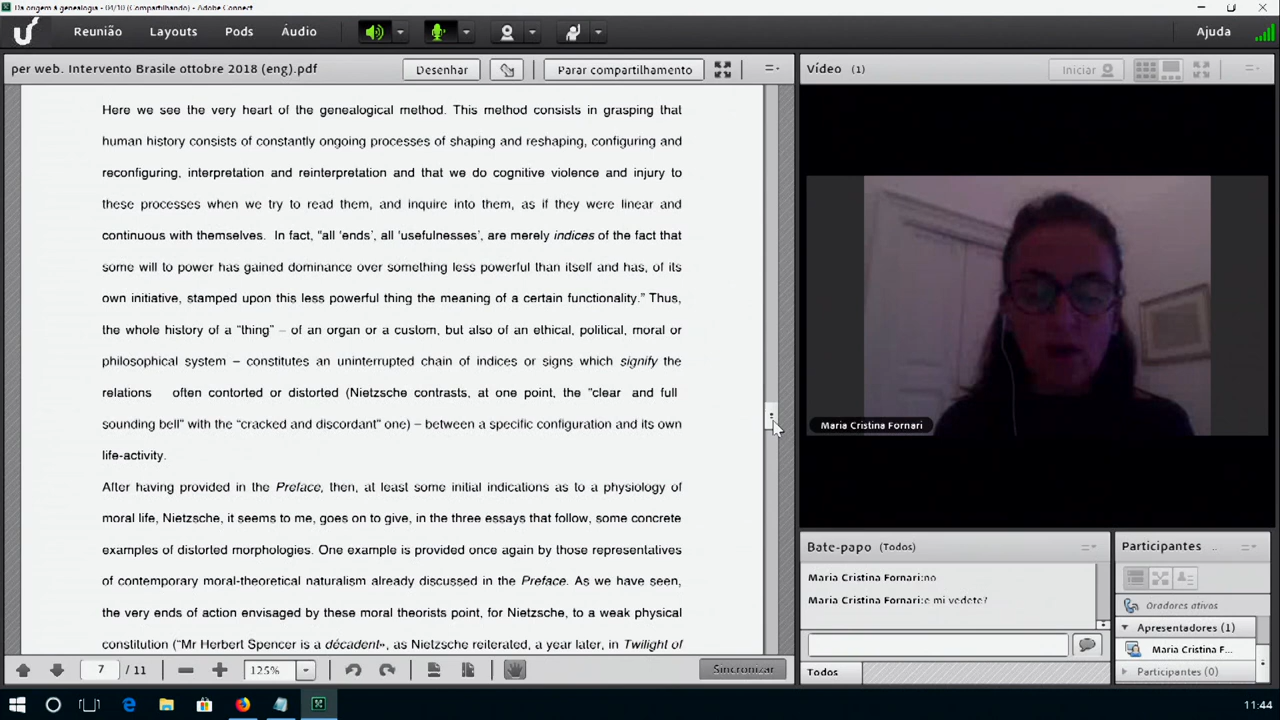 Da origem à genealogia - 04/10 (Compartilhando) - Adobe Connect
Reunião Layouts Pods Áudio Ajuda
per web. Intervento Brasile ottobre 2018 (eng).pdf Desenhar Parar compartilhamento
Here we see the very heart of the genealogical method. This method consists in grasping that
human history consists of constantly ongoing processes of shaping and reshaping, configuring and
reconfiguring, interpretation and reinterpretation and that we do cognitive violence and injury to
these processes when we try to read them, and inquire into them, as if they were linear and
continuous with themselves. In fact, “all ‘ends’, all ‘usefulnesses’, are merely indices of the fact that
some will to power has gained dominance over something less powerful than itself and has, of its
own initiative, stamped upon this less powerful thing the meaning of a certain functionality.” Thus,
the whole history of a “thing” – of an organ or a custom, but also of an ethical, political, moral or
philosophical system – constitutes an uninterrupted chain of indices or signs which signify the
relations often contorted or distorted (Nietzsche contrasts, at one point, the “clear and full
sounding bell” with the “cracked and discordant” one) – between a specific configuration and its own
life-activity.
After having provided in the Preface, then, at least some initial indications as to a physiology of
moral life, Nietzsche, it seems to me, goes on to give, in the three essays that follow, some concrete
examples of distorted morphologies. One example is provided once again by those representatives
of contemporary moral-theoretical naturalism already discussed in the Preface. As we have seen,
the very ends of action envisaged by these moral theorists point, for Nietzsche, to a weak physical
constitution (“Mr Herbert Spencer is a décadent», as Nietzsche reiterated, a year later, in Twilight of
7 / 11 125% Sincronizar
Vídeo (1) Iniciar
Maria Cristina Fornari
Bate-papo (Todos)
Maria Cristina Fornari:no
Maria Cristina Fornari:e mi vedete?
Todos
Participantes ...
Oradores ativos
Apresentadores (1)
Maria Cristina F...
Participantes (0)
11:44